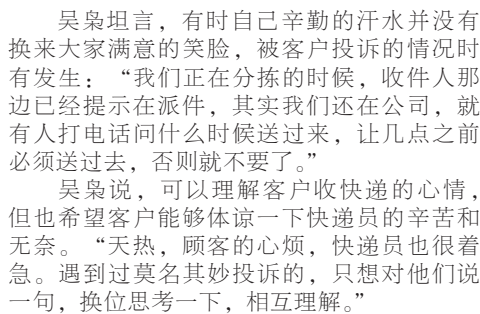 吴枭坦言，有时自己辛勤的汗水并没有
换来大家满意的笑脸，被客户投诉的情况时
有发生：“我们正在分拣的时候，收件人那
边已经提示在派件，其实我们还在公司，就
有人打电话问什么时候送过来，让几点之前
必须送过去，否则就不要了。”
吴枭说，可以理解客户收快递的心情，
但也希望客户能够体谅一下快递员的辛苦和
无奈。“天热，顾客的心烦，快递员也很着
急。遇到过莫名其妙投诉的，只想对他们说
一句，换位思考一下，相互理解。”